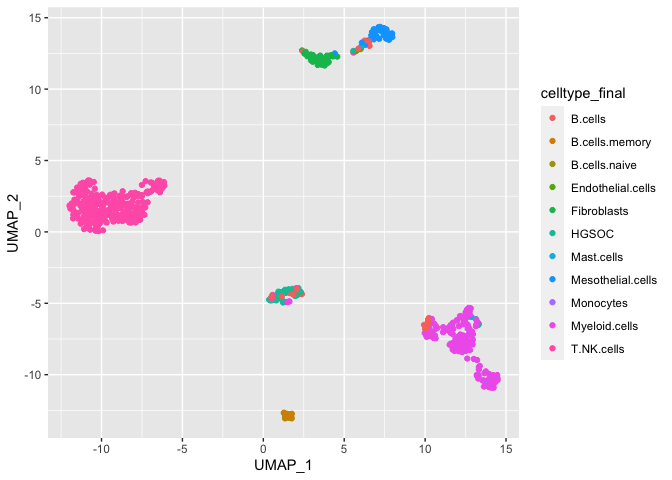 15
10
5
0
-5
-10
-10
-5
0
5
10
15
UMAP_1
UMAP_2
celltype_final
B.cells
B.cells.memory
B.cells.naive
Endothelial.cells
Fibroblasts
HGSOC
Mast.cells
Mesothelial.cells
Monocytes
Myeloid.cells
T.NK.cells